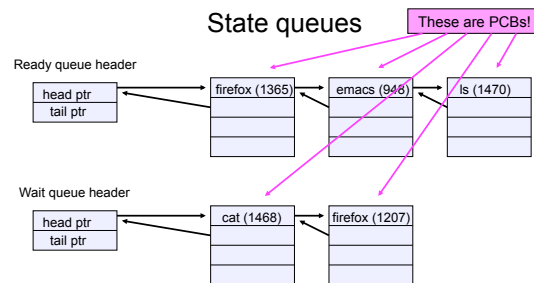 State queues
These are PCBs!
Ready queue header
head ptr
tail ptr
firefox (1365)
emacs (948)
ls (1470)
Wait queue header
head ptr
tail ptr
cat (1468)
firefox (1207)